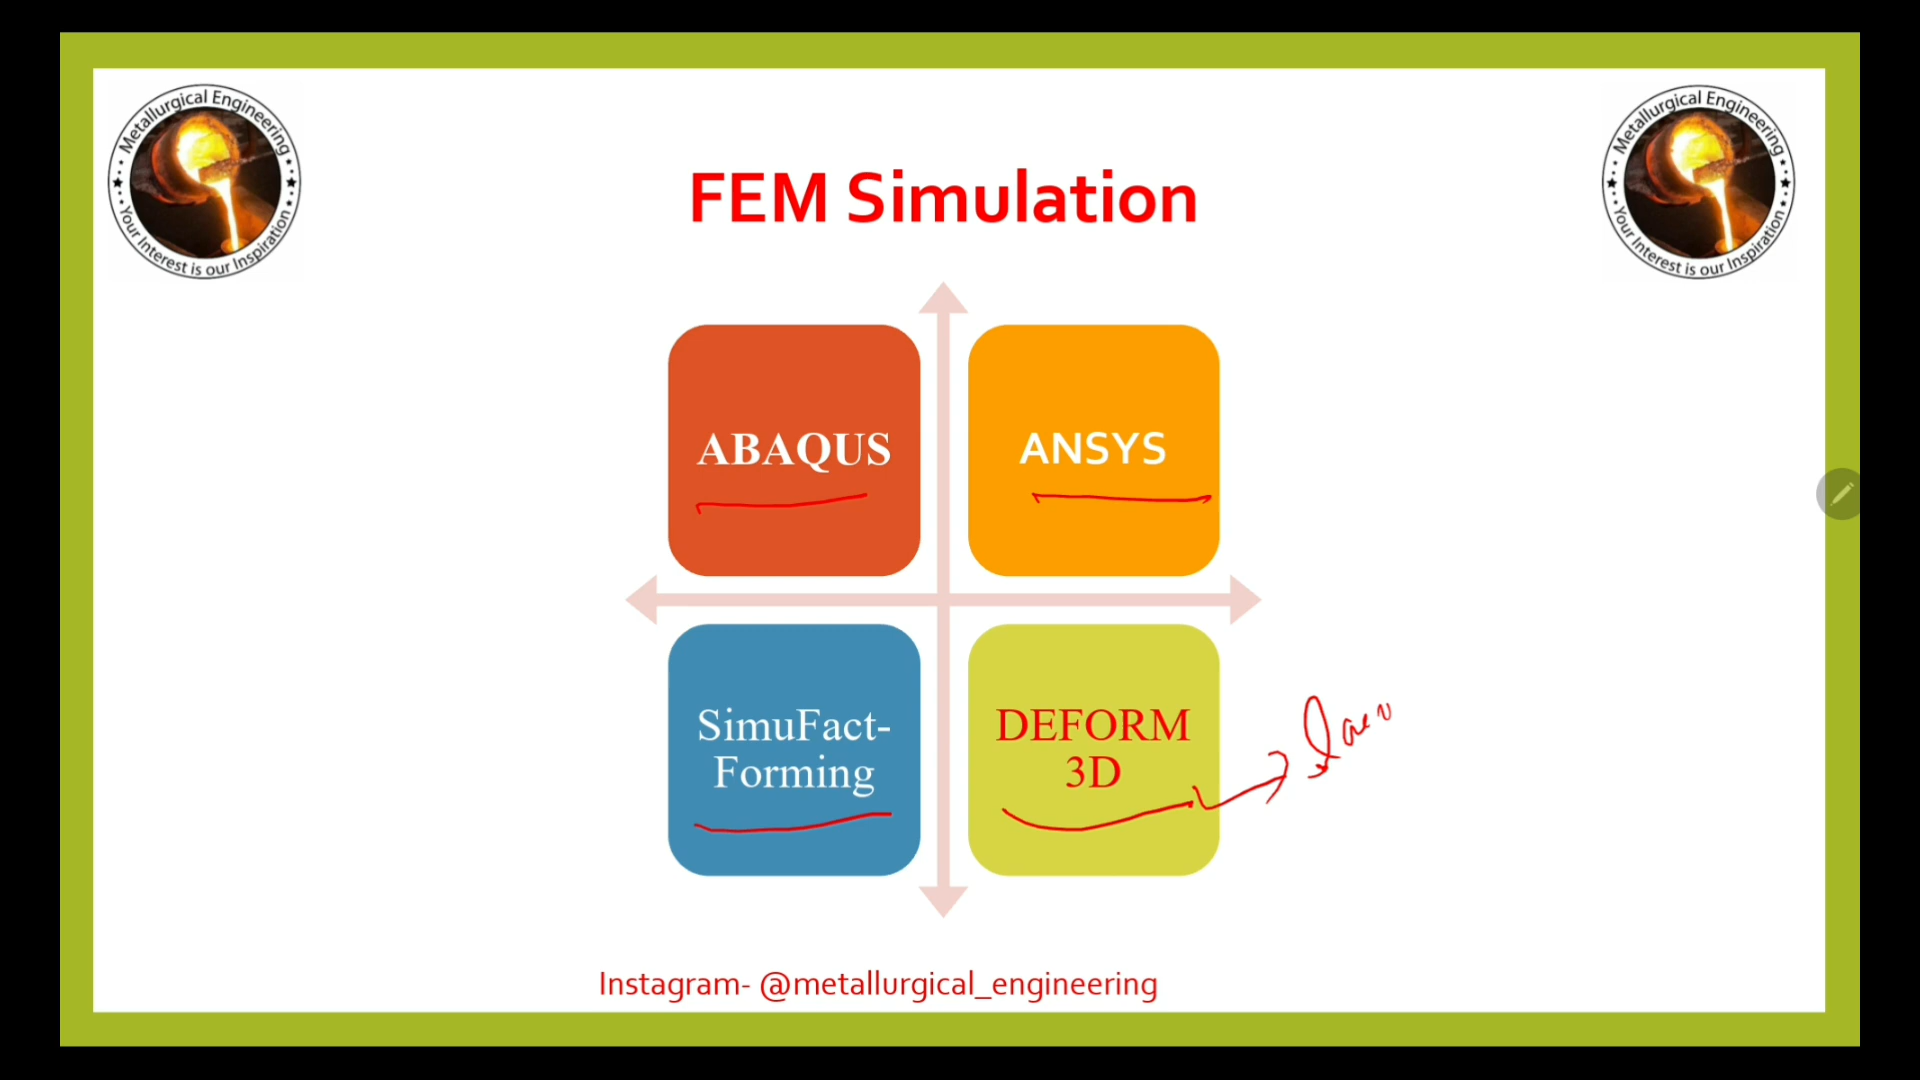 Metallurgical Engineering
Your Interest is our Inspiration
Metallurgical Engineering
Your Interest is our Inspiration
FEM Simulation
ABAQUS
ANSYS
SimuFact-
Forming
DEFORM
3D
Instagram- @metallurgical_engineering